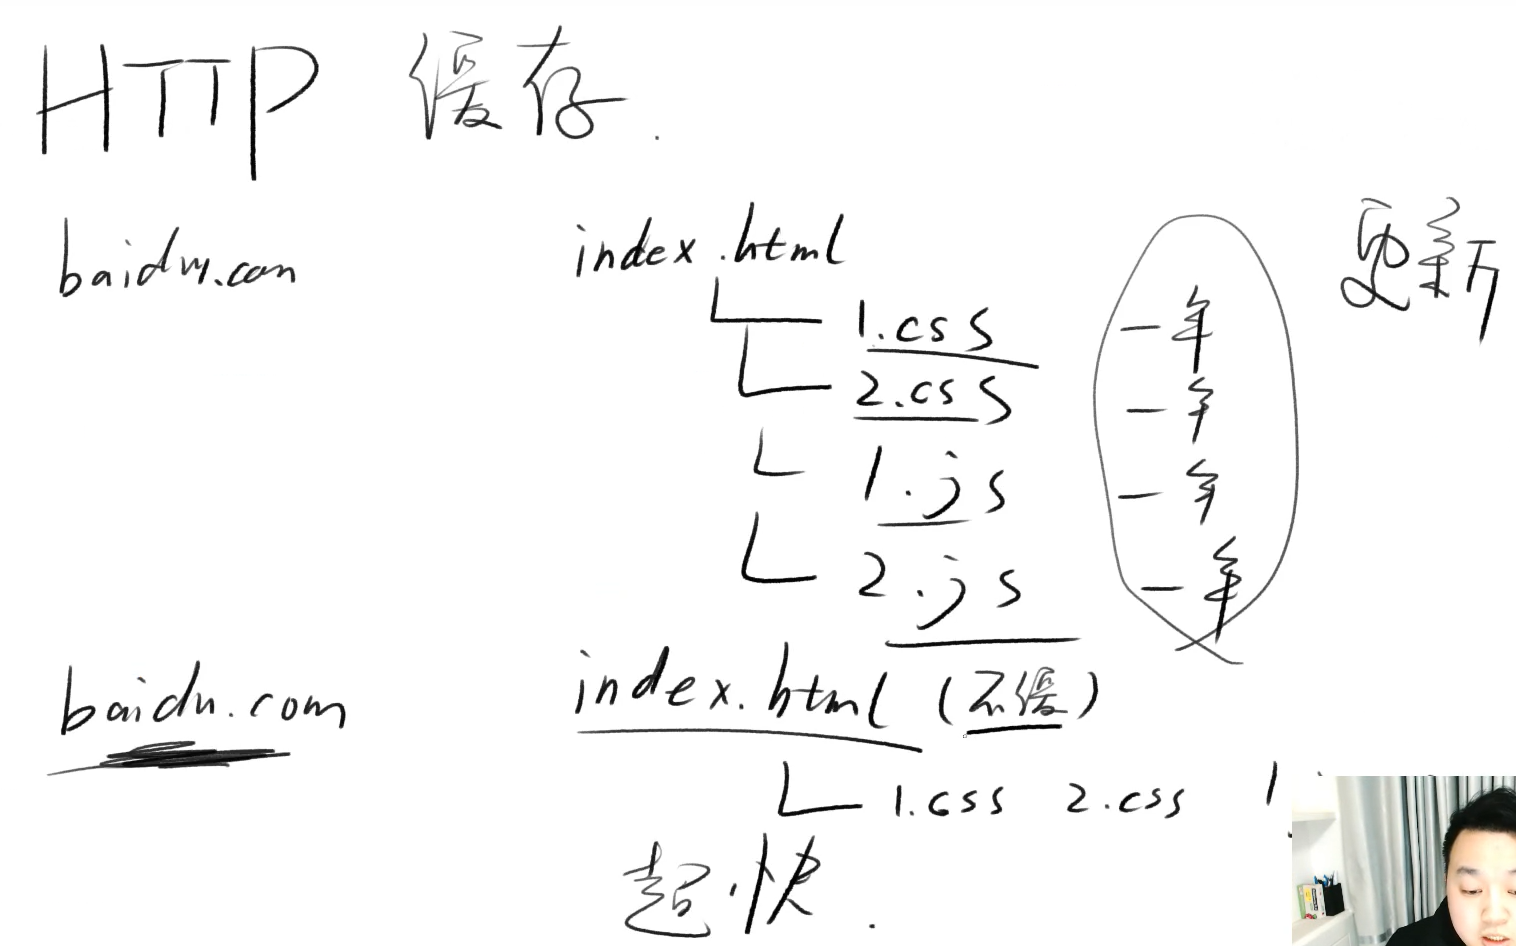 HTTP 缓存.
baidu.com index.html 更新
1.css 一年
2.css 一年
1.js 一年
2.js 一年
baidu.com index.html (不缓)
1.css 2.css 1
超快.